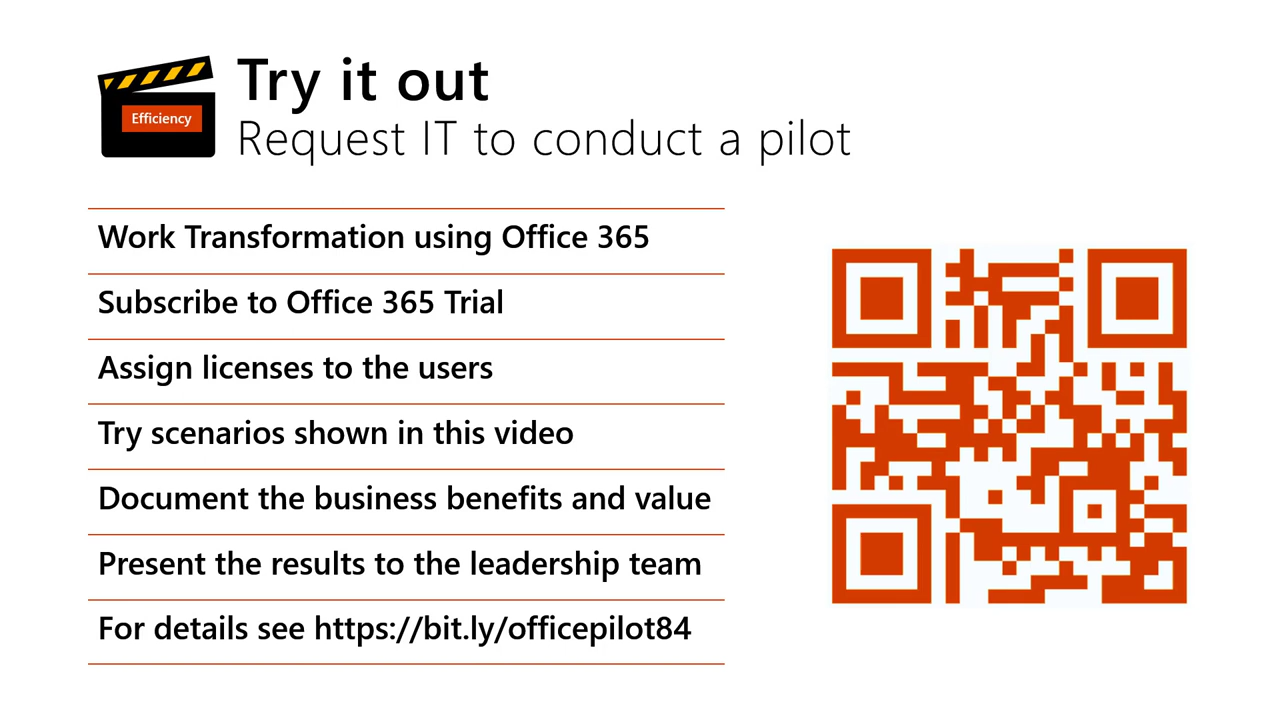 Efficiency
Try it out
Request IT to conduct a pilot
Work Transformation using Office 365
Subscribe to Office 365 Trial
Assign licenses to the users
Try scenarios shown in this video
Document the business benefits and value
Present the results to the leadership team
For details see https://bit.ly/officepilot84